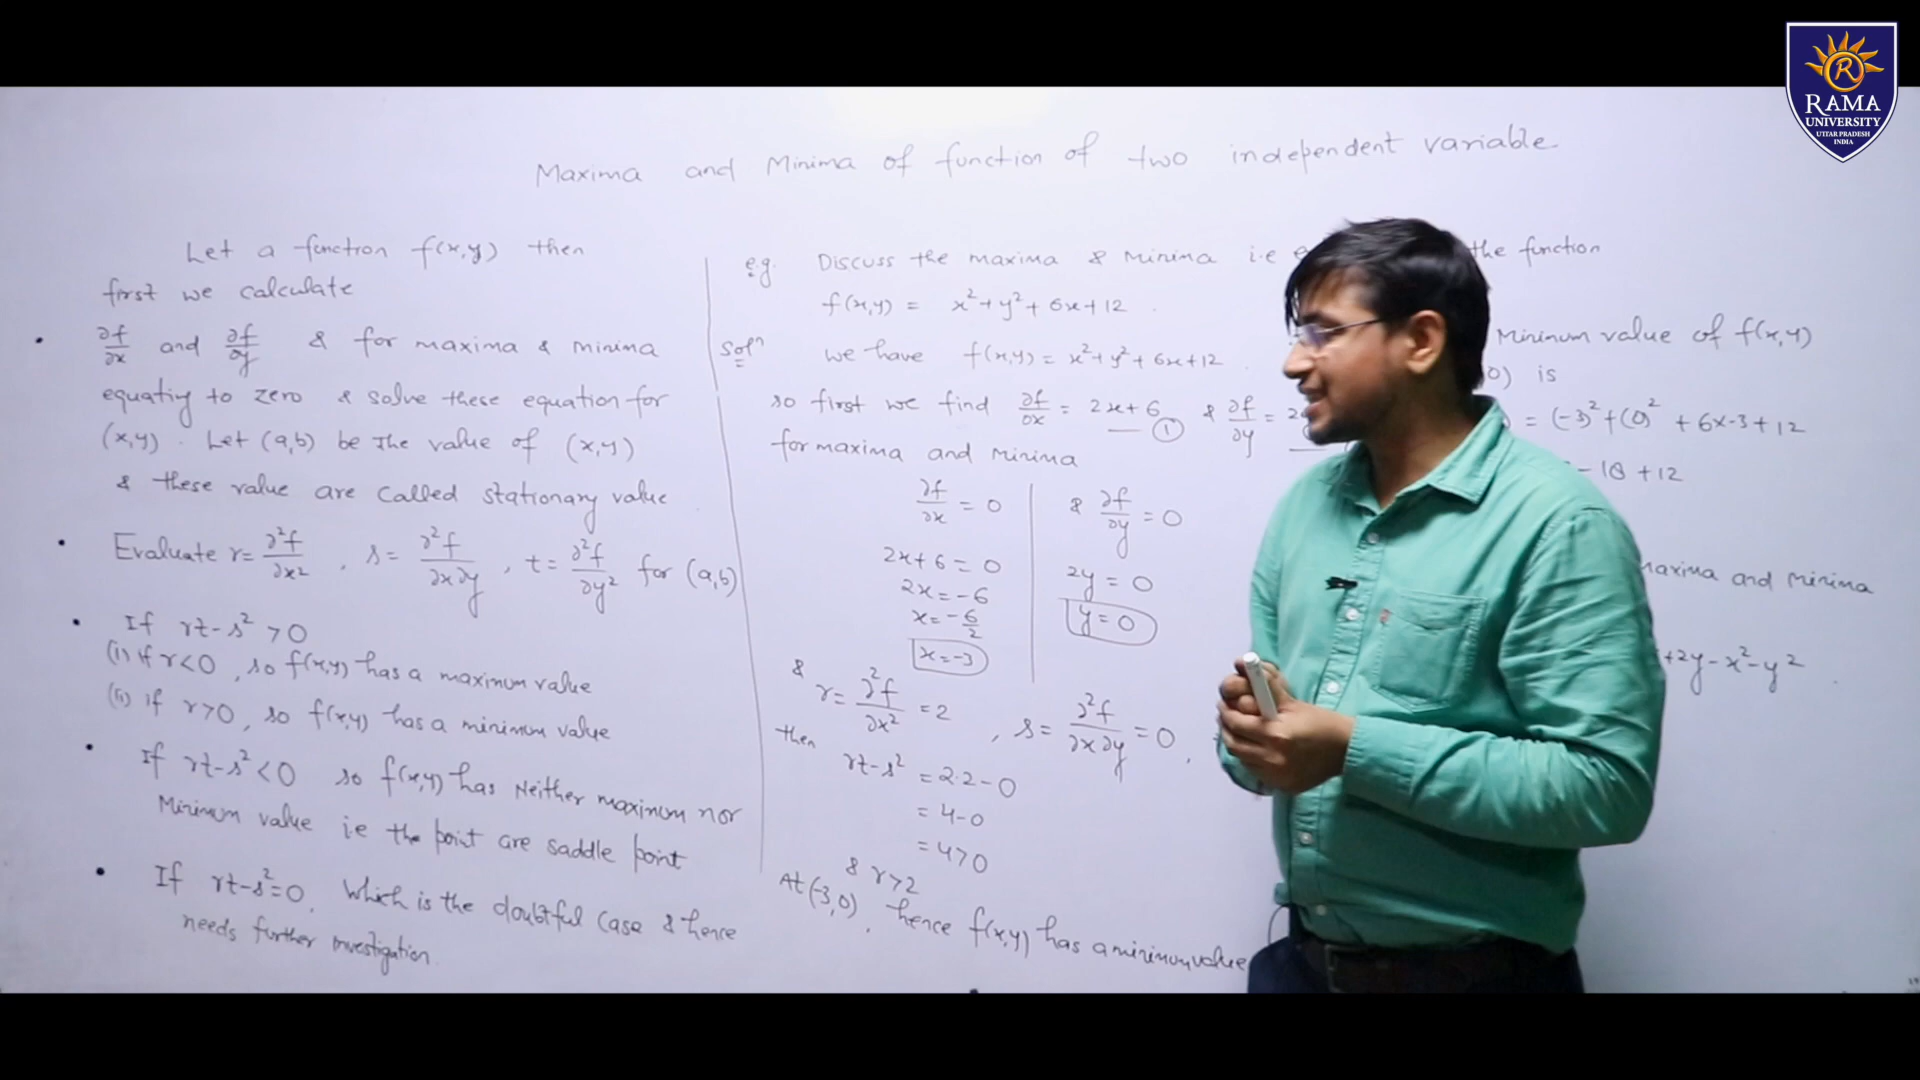 RAMA
UNIVERSITY
UTTAR PRADESH
INDIA
Maxima and Minima of function of two independent variable
Let a function f(x,y) then
first we calculate
∂f/∂x and ∂f/∂y & for maxima & minima
equating to zero & solve these equation for
(x,y). Let (a,b) be the value of (x,y)
& these value are called stationary value
Evaluate r = ∂²f/∂x², s = ∂²f/∂x∂y, t = ∂²f/∂y² for (a,b)
If rt-s² > 0
(i) if r<0, so f(x,y) has a maximum value
(ii) if r>0, so f(x,y) has a minimum value
If rt-s² < 0 so f(x,y) has Neither maximum nor
Minimum value i.e the point are saddle point
If rt-s² = 0, Which is the doubtful case & hence
needs further investigation.
e.g. Discuss the maxima & minima i.e the function
f(x,y) = x² + y² + 6x + 12
Solⁿ we have f(x,y) = x² + y² + 6x + 12
so first we find ∂f/∂x = 2x + 6 ① & ∂f/∂y = 2
for maxima and minima
∂f/∂x = 0 & ∂f/∂y = 0
2x + 6 = 0 2y = 0
2x = -6 y = 0
x = -6/2
x = -3
& r = ∂²f/∂x² = 2, s = ∂²f/∂x∂y = 0,
then rt-s² = 2·2 - 0
= 4 - 0
= 4 > 0
& r > 2
At (-3,0), hence f(x,y) has a minimum value
Minimum value of f(x,y)
0) is
= (-3)² + (0)² + 6x-3 + 12
- 18 + 12
maxima and minima
+2y - x² - y²